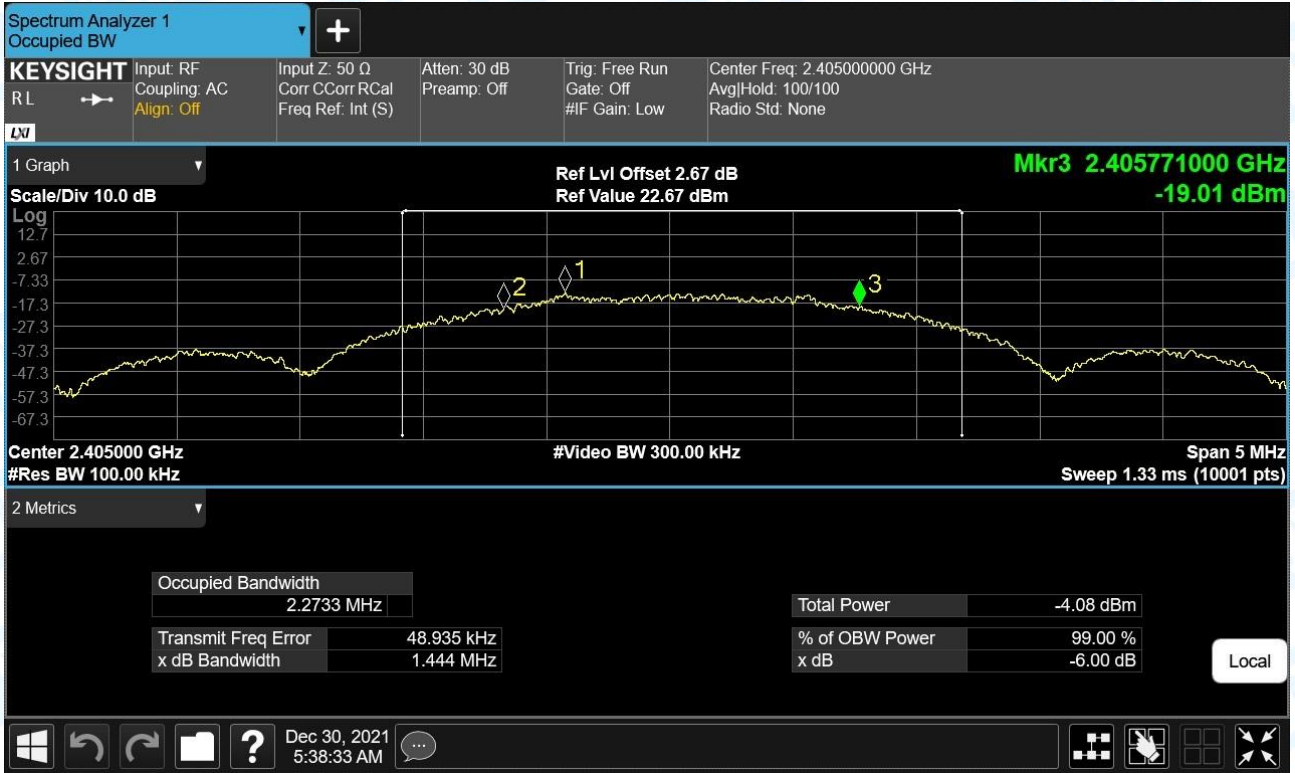 Spectrum Analyzer 1
Occupied BW
+
KEYSIGHT
R L
LXI
Input: RF
Coupling: AC
Align: Off
Input Z: 50 Ω
Corr CCorr RCal
Freq Ref: Int (S)
Atten: 30 dB
Preamp: Off
Trig: Free Run
Gate: Off
#IF Gain: Low
Center Freq: 2.405000000 GHz
Avg|Hold: 100/100
Radio Std: None
1 Graph
Scale/Div 10.0 dB
Ref Lvl Offset 2.67 dB
Ref Value 22.67 dBm
Mkr3 2.405771000 GHz
-19.01 dBm
Log
12.7
2.67
-7.33
-17.3
-27.3
-37.3
-47.3
-57.3
-67.3
2
1
3
Center 2.405000 GHz
#Video BW 300.00 kHz
Span 5 MHz
#Res BW 100.00 kHz
Sweep 1.33 ms (10001 pts)
2 Metrics
Occupied Bandwidth
2.2733 MHz
Total Power -4.08 dBm
Transmit Freq Error 48.935 kHz
% of OBW Power 99.00 %
x dB Bandwidth 1.444 MHz
x dB -6.00 dB
Local
?
Dec 30, 2021
5:38:33 AM